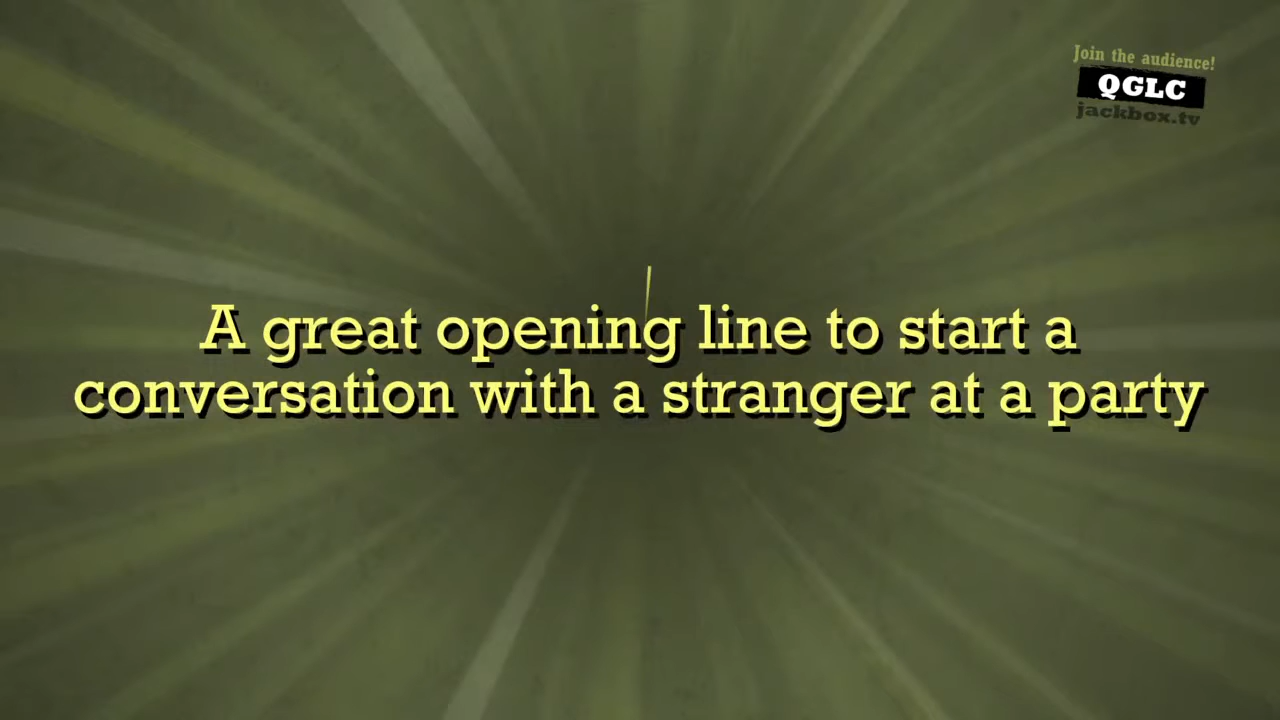 Join the audience!
QGLC
jackbox.tv
A great opening line to start a
conversation with a stranger at a party